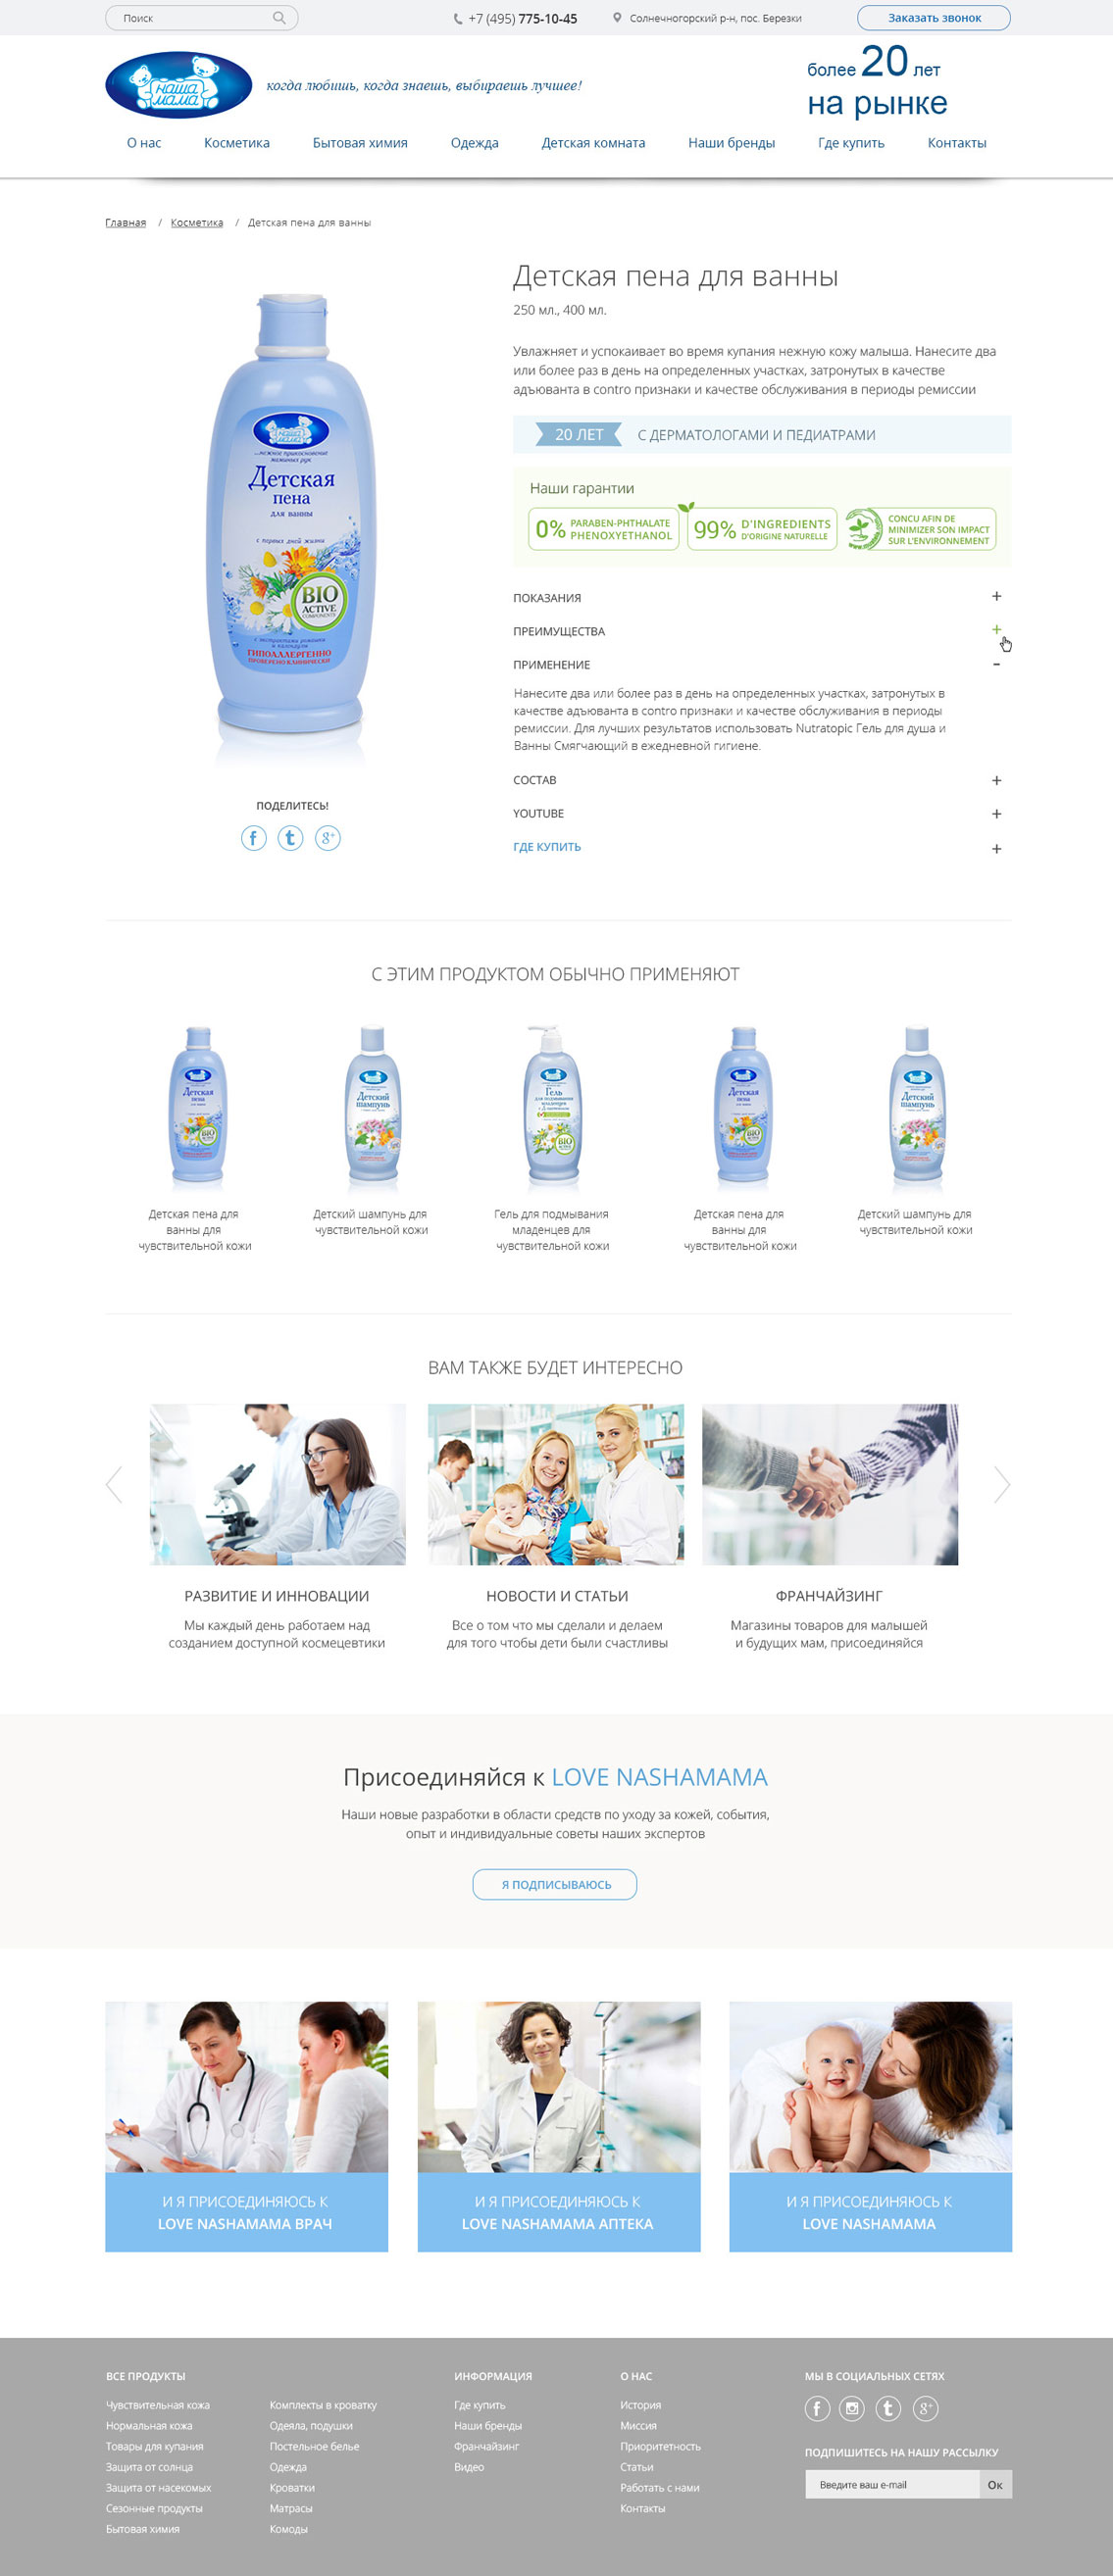 Поиск
+7 (495) 775-10-45
Солнечногорский р-н, пос. Березки
Заказать звонок
наша
мама
когда любишь, когда знаешь, выбираешь лучшее!
более 20 лет
на рынке
О нас
Косметика
Бытовая химия
Одежда
Детская комната
Наши бренды
Где купить
Контакты
Главная / Косметика / Детская пена для ванны
Детская пена для ванны
250 мл., 400 мл.
Увлажняет и успокаивает во время купания нежную кожу малыша. Нанесите два
или более раз в день на определенных участках, затронутых в качестве
адъюванта в contro признаки и качестве обслуживания в периоды ремиссии
20 ЛЕТ
С ДЕРМАТОЛОГАМИ И ПЕДИАТРАМИ
Наши гарантии
0% PARABEN-PHTHALATE
PHENOXYETHANOL
99% D'INGREDIENTS
D'ORIGINE NATURELLE
CONCU AFIN DE
MINIMIZER SON IMPACT
SUR L'ENVIRONNEMENT
наша
мама
...нежное прикосновение
маминых рук
Детская
пена
для ванны
с первых дней жизни
BIO
ACTIVE
COMPONENTS
с экстрактами ромашки
и календулы
ГИПОАЛЛЕРГЕННО
ПРОВЕРЕНО КЛИНИЧЕСКИ
ПОДЕЛИТЕСЬ!
ПОКАЗАНИЯ +
ПРЕИМУЩЕСТВА +
ПРИМЕНЕНИЕ -
Нанесите два или более раз в день на определенных участках, затронутых в
качестве адъюванта в contro признаки и качестве обслуживания в периоды
ремиссии. Для лучших результатов использовать Nutratopic Гель для душа и
Ванны Смягчающий в ежедневной гигиене.
СОСТАВ +
YOUTUBE +
ГДЕ КУПИТЬ +
С ЭТИМ ПРОДУКТОМ ОБЫЧНО ПРИМЕНЯЮТ
Детская
пена
BIO
Детский
шампунь
Гель
для подмывания
младенцев
BIO
Детская
пена
BIO
Детский
шампунь
Детская пена для
ванны для
чувствительной кожи
Детский шампунь для
чувствительной кожи
Гель для подмывания
младенцев для
чувствительной кожи
Детская пена для
ванны для
чувствительной кожи
Детский шампунь для
чувствительной кожи
ВАМ ТАКЖЕ БУДЕТ ИНТЕРЕСНО
РАЗВИТИЕ И ИННОВАЦИИ
Мы каждый день работаем над
созданием доступной космецевтики
НОВОСТИ И СТАТЬИ
Все о том что мы сделали и делаем
для того чтобы дети были счастливы
ФРАНЧАЙЗИНГ
Магазины товаров для малышей
и будущих мам, присоединяйся
Присоединяйся к LOVE NASHAMAMA
Наши новые разработки в области средств по уходу за кожей, события,
опыт и индивидуальные советы наших экспертов
Я ПОДПИСЫВАЮСЬ
И Я ПРИСОЕДИНЯЮСЬ К
LOVE NASHAMAMA ВРАЧ
И Я ПРИСОЕДИНЯЮСЬ К
LOVE NASHAMAMA АПТЕКА
И Я ПРИСОЕДИНЯЮСЬ К
LOVE NASHAMAMA
ВСЕ ПРОДУКТЫ
Чувствительная кожа
Нормальная кожа
Товары для купания
Защита от солнца
Защита от насекомых
Сезонные продукты
Бытовая химия
Комплекты в кроватку
Одеяла, подушки
Постельное белье
Одежда
Кроватки
Матрасы
Комоды
ИНФОРМАЦИЯ
Где купить
Наши бренды
Франчайзинг
Видео
О НАС
История
Миссия
Приоритетность
Статьи
Работать с нами
Контакты
МЫ В СОЦИАЛЬНЫХ СЕТЯХ
ПОДПИШИТЕСЬ НА НАШУ РАССЫЛКУ
Введите ваш e-mail
Ок